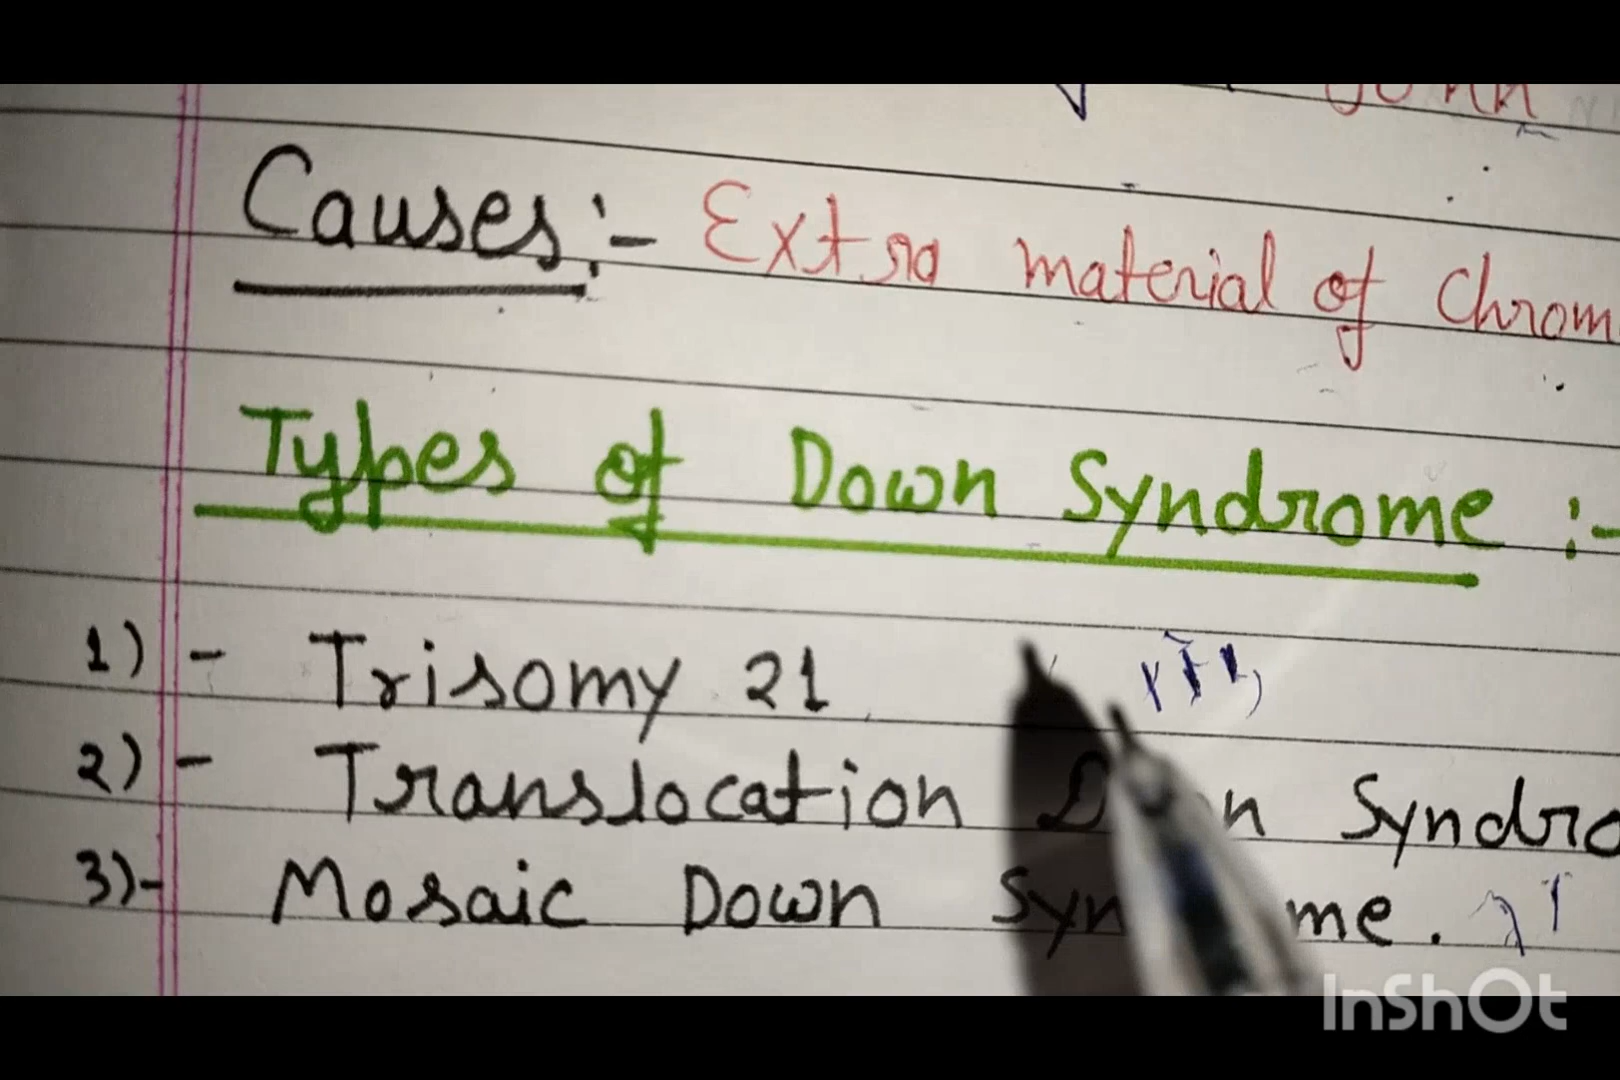 John
Causes:- Extra material of Chrom
Types of Down Syndrome :-
1) - Trisomy 21
2) - Translocation Syndro
3)- Mosaic Down
InShOt